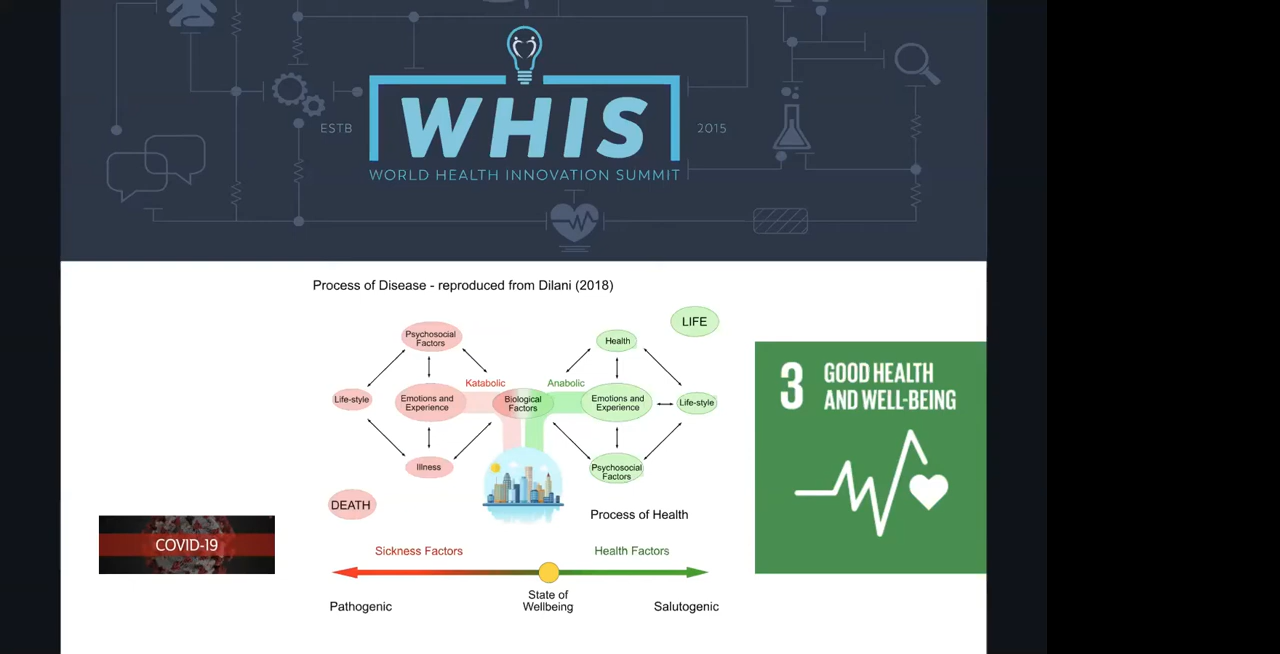 ESTB
WHIS
2015
WORLD HEALTH INNOVATION SUMMIT
Process of Disease - reproduced from Dilani (2018)
LIFE
Psychosocial
Factors
Health
Katabolic
Anabolic
Life-style
Emotions and
Experience
Biological
Factors
Emotions and
Experience
Life-style
Illness
Psychosocial
Factors
DEATH
Process of Health
Sickness Factors
Health Factors
State of
Wellbeing
Pathogenic
Salutogenic
COVID-19
3
GOOD HEALTH
AND WELL-BEING